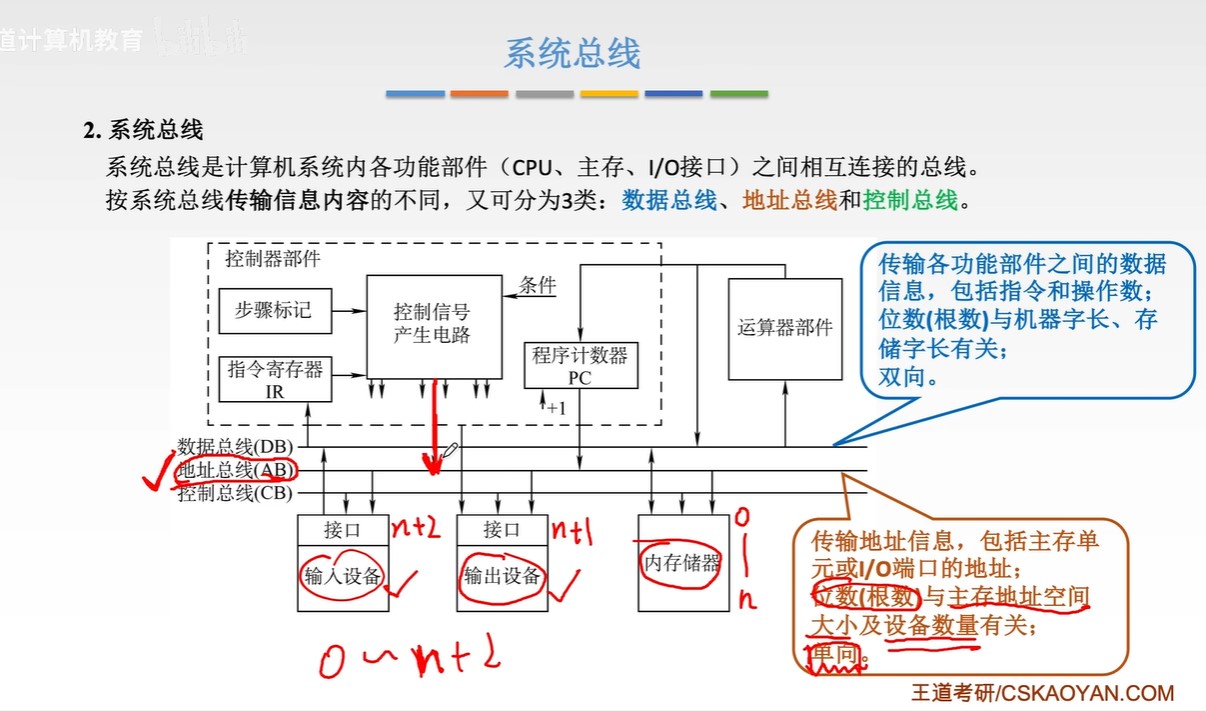 道计算机教育
系统总线
2. 系统总线
系统总线是计算机系统内各功能部件（CPU、主存、I/O接口）之间相互连接的总线。
按系统总线传输信息内容的不同，又可分为3类：数据总线、地址总线和控制总线。
控制器部件
步骤标记
控制信号
产生电路
条件
指令寄存器
IR
程序计数器
PC
+1
运算器部件
传输各功能部件之间的数据
信息，包括指令和操作数；
位数(根数)与机器字长、存
储字长有关；
双向。
数据总线(DB)
地址总线(AB)
控制总线(CB)
接口
n+2
输入设备
接口
n+1
输出设备
内存储器
0
n
传输地址信息，包括主存单
元或I/O端口的地址；
位数(根数)与主存地址空间
大小及设备数量有关；
单向。
0~n+2
王道考研/CSKAOYAN.COM